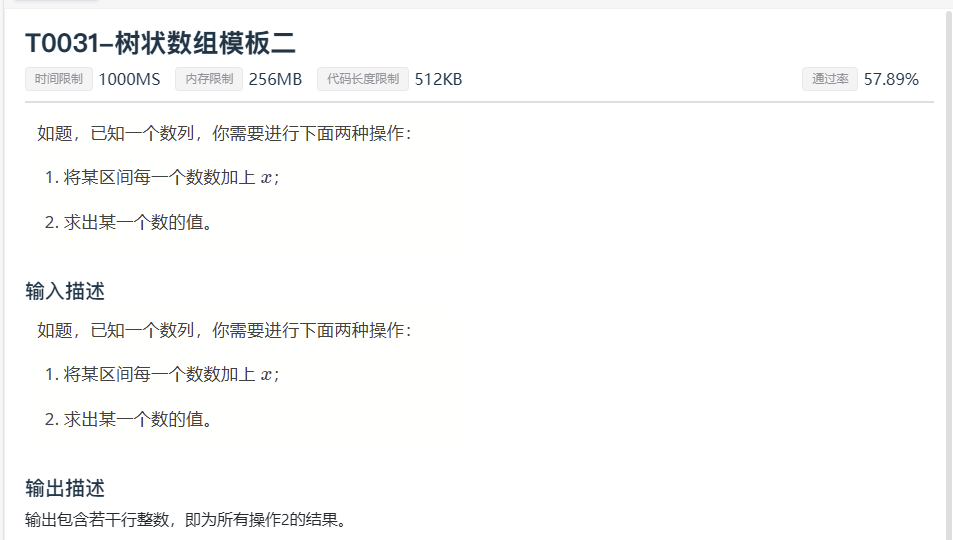 T0031-树状数组模板二
时间限制 1000MS 内存限制 256MB 代码长度限制 512KB 通过率 57.89%
如题，已知一个数列，你需要进行下面两种操作：
1. 将某区间每一个数数加上 x；
2. 求出某一个数的值。
输入描述
如题，已知一个数列，你需要进行下面两种操作：
1. 将某区间每一个数数加上 x；
2. 求出某一个数的值。
输出描述
输出包含若干行整数，即为所有操作2的结果。